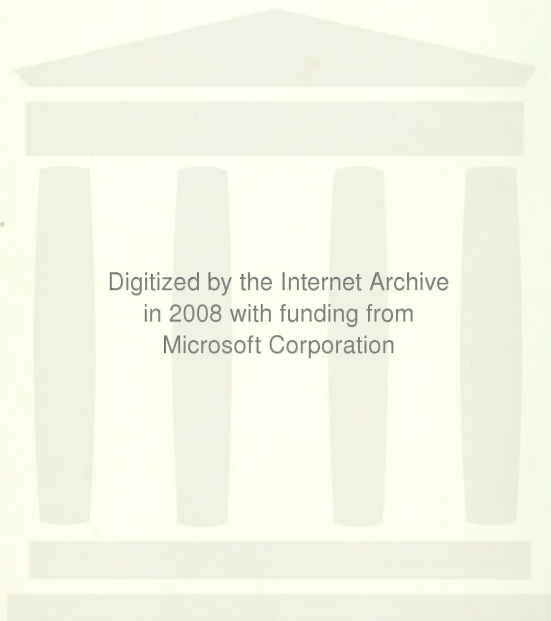 Digitized by the Internet Archive
in 2008 with funding from
Microsoft Corporation